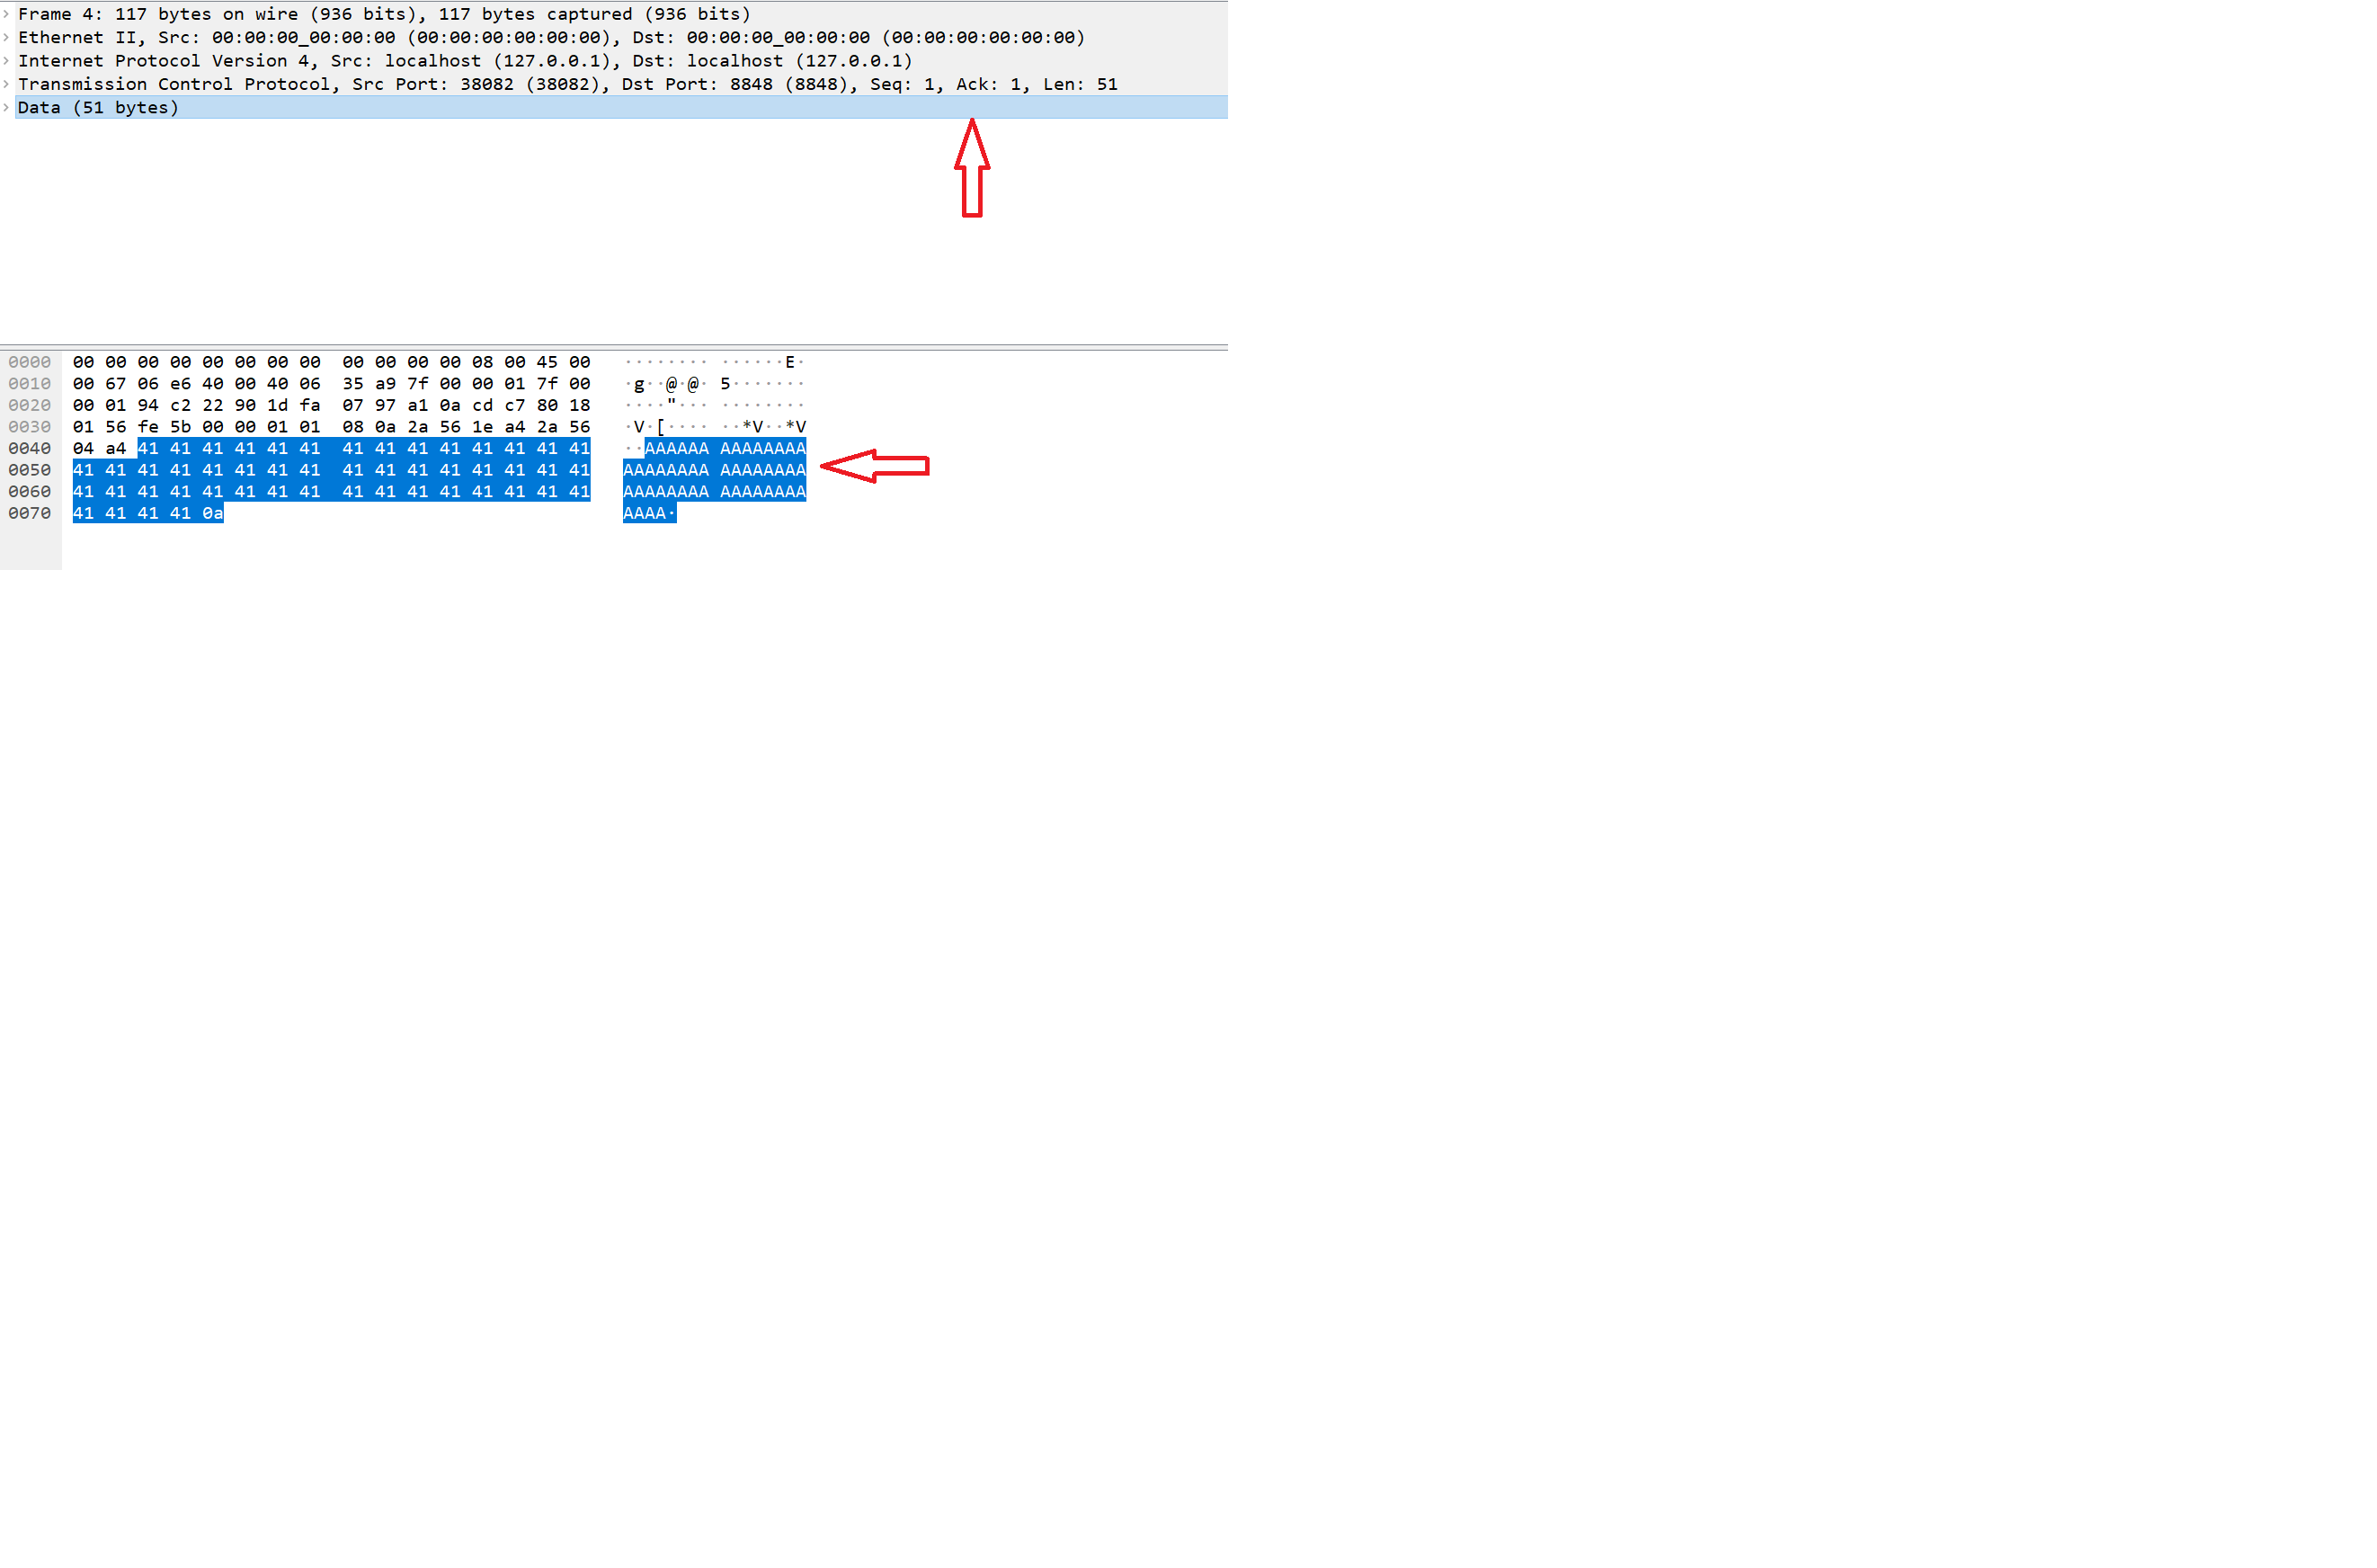 Frame 4: 117 bytes on wire (936 bits), 117 bytes captured (936 bits)
Ethernet II, Src: 00:00:00_00:00:00 (00:00:00:00:00:00), Dst: 00:00:00_00:00:00 (00:00:00:00:00:00)
Internet Protocol Version 4, Src: localhost (127.0.0.1), Dst: localhost (127.0.0.1)
Transmission Control Protocol, Src Port: 38082 (38082), Dst Port: 8848 (8848), Seq: 1, Ack: 1, Len: 51
Data (51 bytes)
0000 00 00 00 00 00 00 00 00 00 00 00 00 08 00 45 00 ········ ······E·
0010 00 67 06 e6 40 00 40 06 35 a9 7f 00 00 01 7f 00 ·g··@·@· 5·······
0020 00 01 94 c2 22 90 1d fa 07 97 a1 0a cd c7 80 18 ····"··· ········
0030 01 56 fe 5b 00 00 01 01 08 0a 2a 56 1e a4 2a 56 ·V·[···· ··*V··*V
0040 04 a4 41 41 41 41 41 41 41 41 41 41 41 41 41 41 ··AAAAAA AAAAAAAA
0050 41 41 41 41 41 41 41 41 41 41 41 41 41 41 41 41 AAAAAAAA AAAAAAAA
0060 41 41 41 41 41 41 41 41 41 41 41 41 41 41 41 41 AAAAAAAA AAAAAAAA
0070 41 41 41 41 0a AAAA·